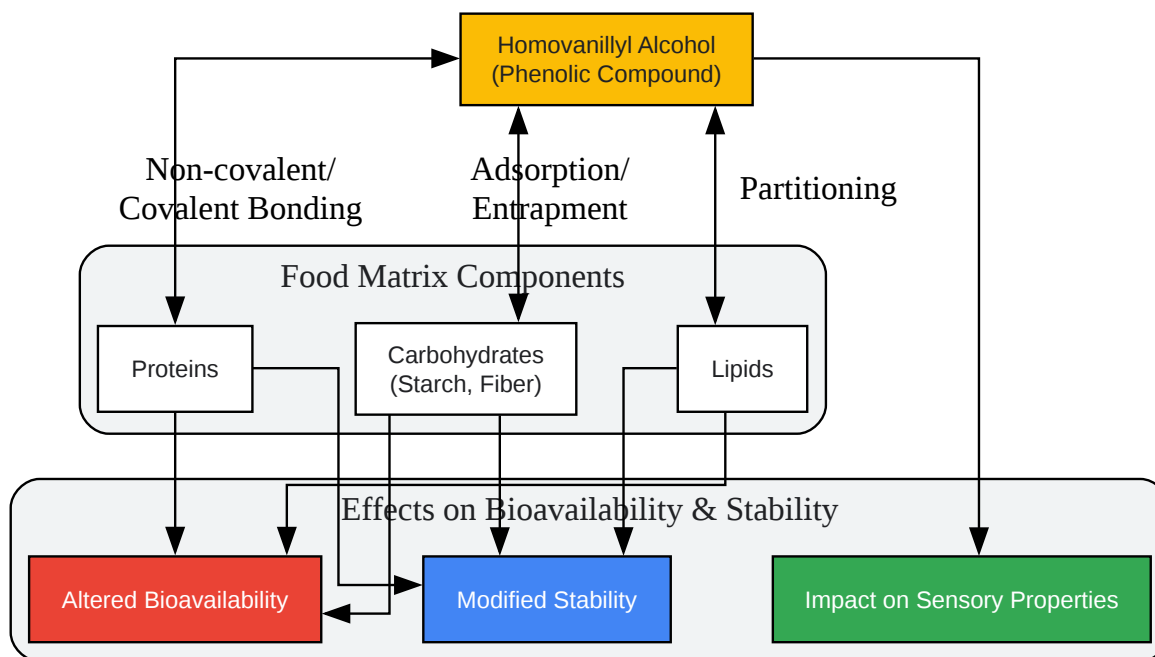 Homovanillyl Alcohol
(Phenolic Compound)
Non-covalent/
Covalent Bonding
Adsorption/
Entrapment
Partitioning
Food Matrix Components
Proteins
Carbohydrates
(Starch, Fiber)
Lipids
Effects on Bioavailability & Stability
Altered Bioavailability
Modified Stability
Impact on Sensory Properties